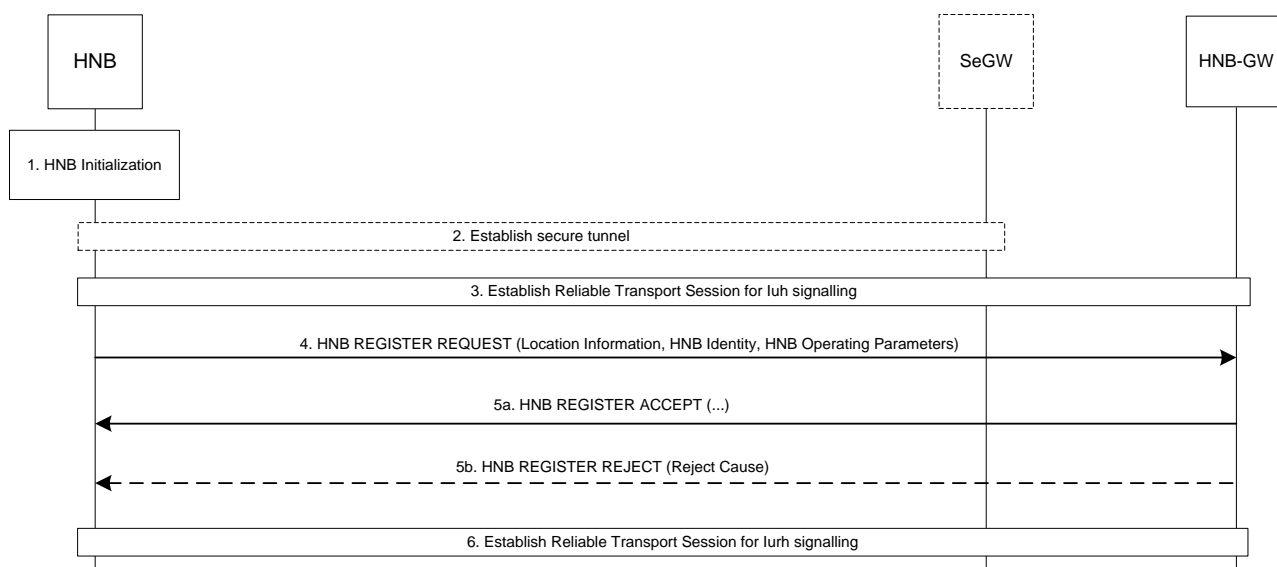 HNB
SeGW
HNB-GW
1. HNB Initialization
2. Establish secure tunnel
3. Establish Reliable Transport Session for Iuh signalling
4. HNB REGISTER REQUEST (Location Information, HNB Identity, HNB Operating Parameters)
5a. HNB REGISTER ACCEPT (...)
5b. HNB REGISTER REJECT (Reject Cause)
6. Establish Reliable Transport Session for Iurh signalling